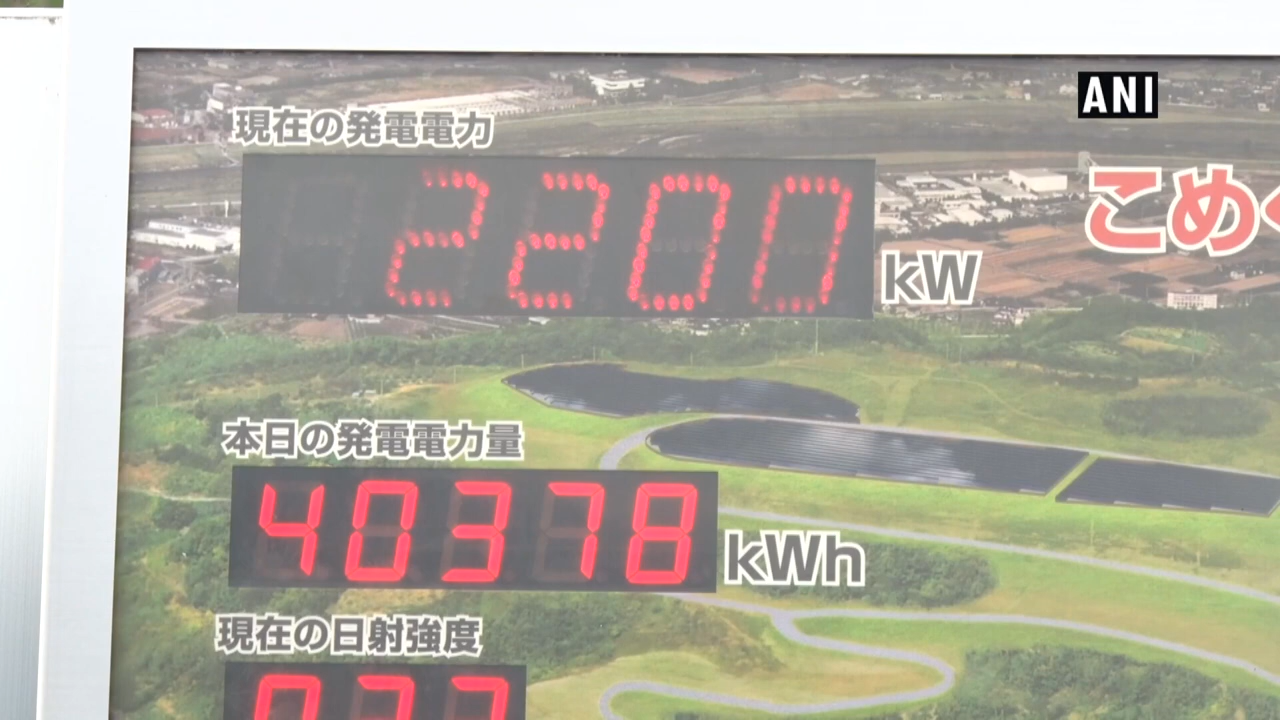 ANI
現在の発電電力
2200 kW
こめ
本日の発電電力量
40378 kWh
現在の日射強度